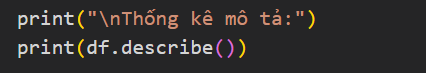 print("\nThống kê mô tả:")
print(df.describe())